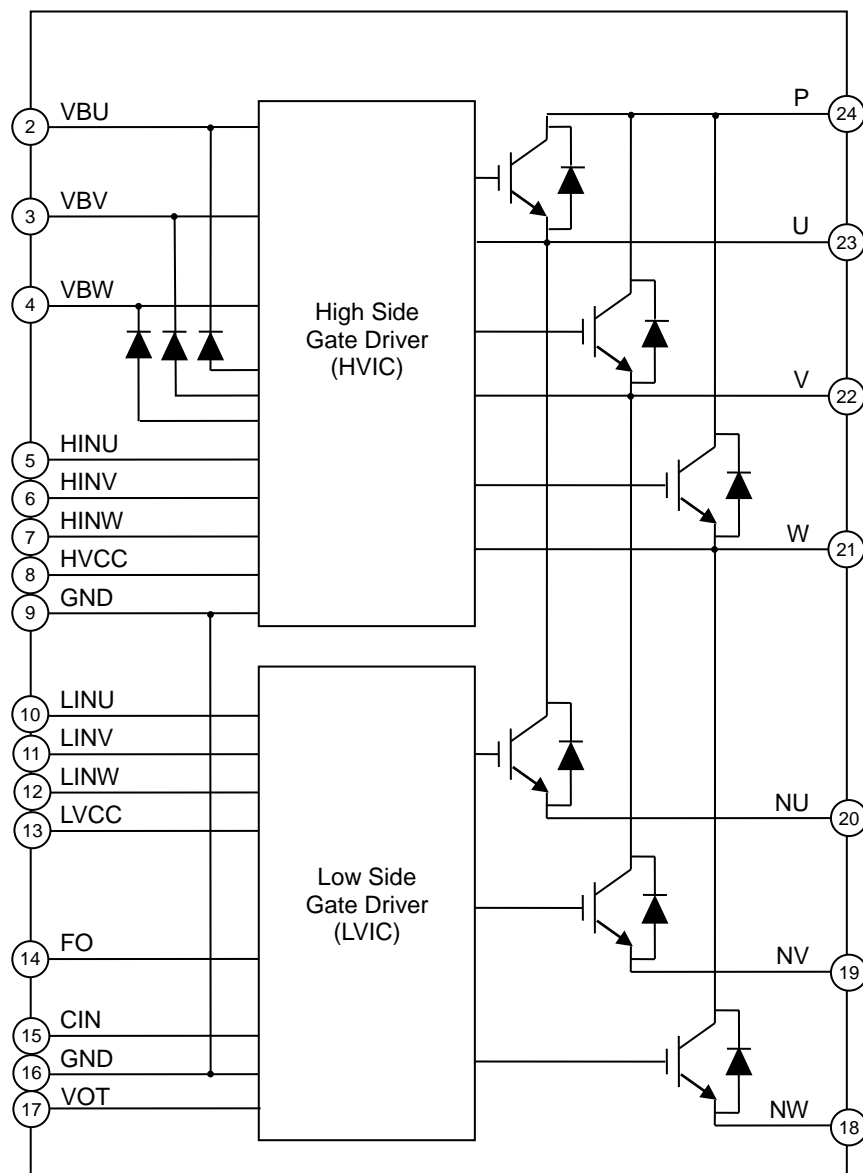 2 VBU
3 VBV
4 VBW
5 HINU
6 HINV
7 HINW
8 HVCC
9 GND
10 LINU
11 LINV
12 LINW
13 LVCC
14 FO
15 CIN
16 GND
17 VOT
High Side
Gate Driver
(HVIC)
Low Side
Gate Driver
(LVIC)
P 24
U 23
V 22
W 21
NU 20
NV 19
NW 18